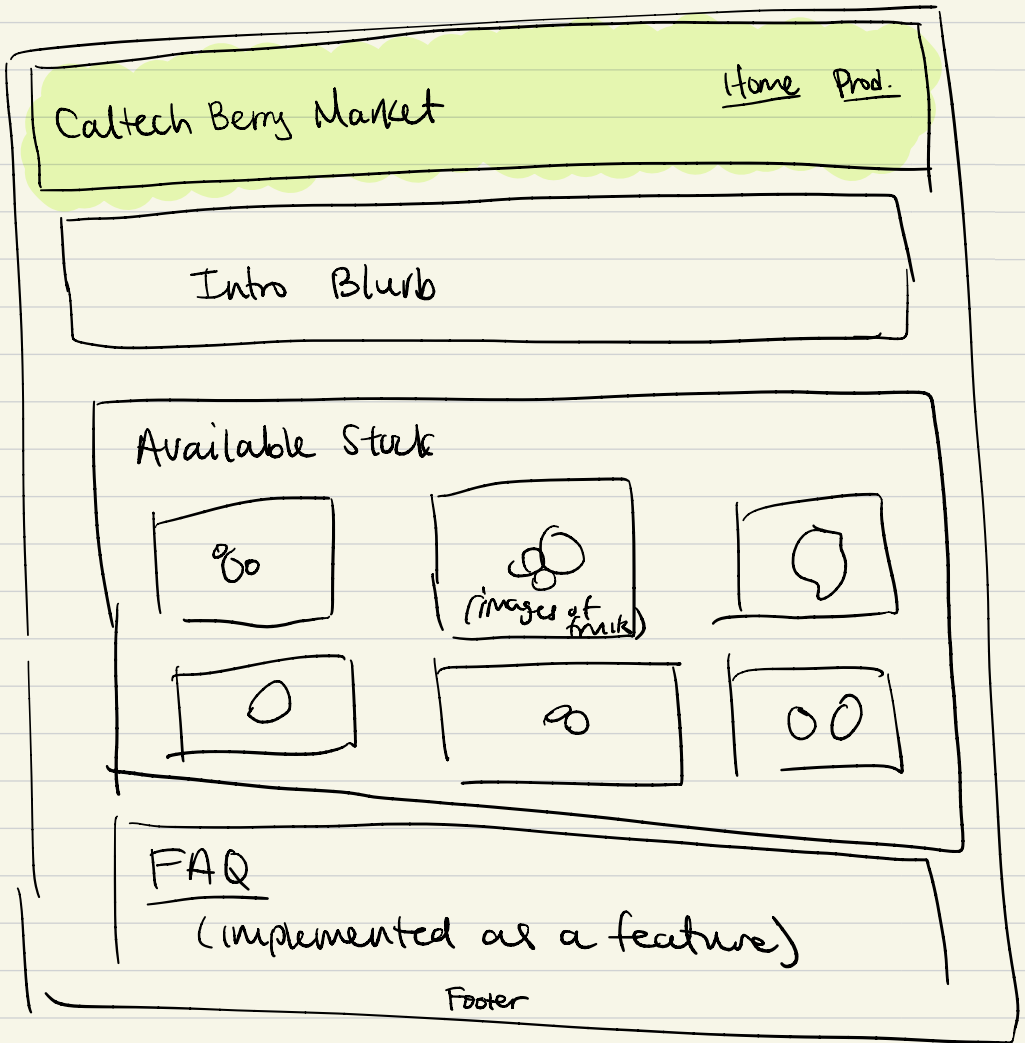 Caltech Berry Market
Home Prod.
Intro Blurb
Available Stock
(images of
fruit)
FAQ
(implemented as a feature)
Footer